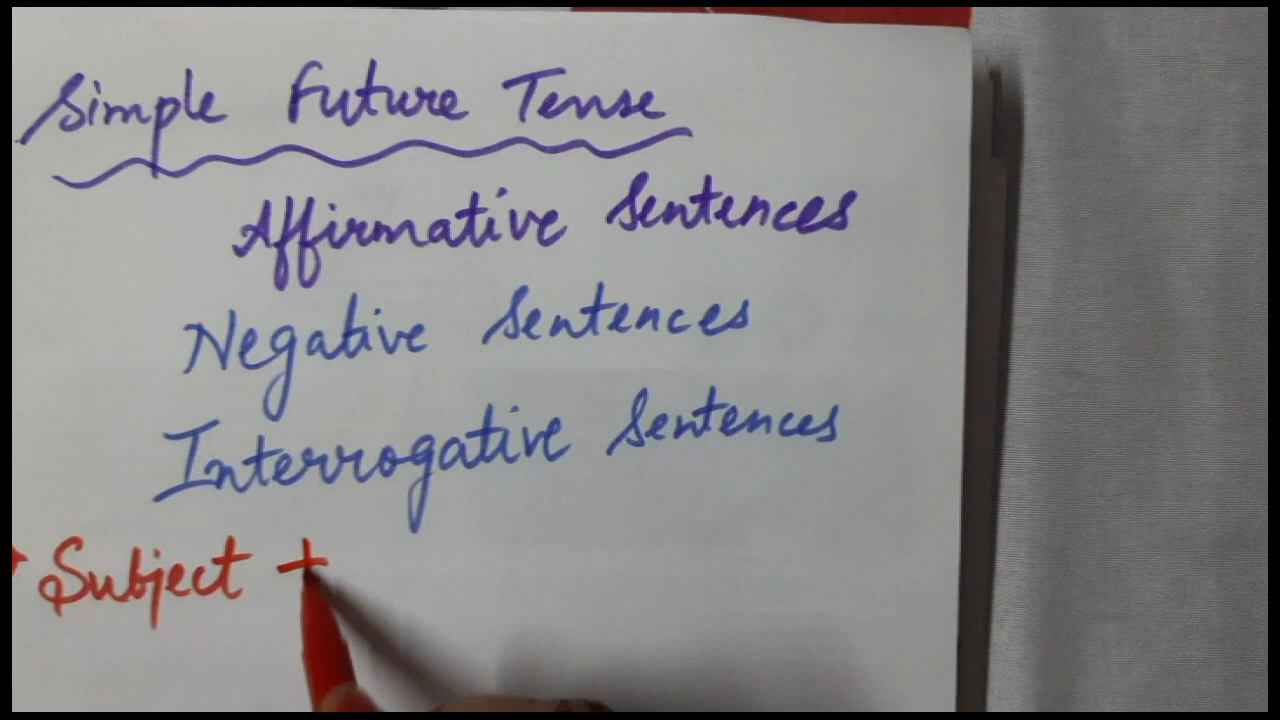 Simple Future Tense
Affirmative Sentences
Negative Sentences
Interrogative Sentences
Subject +